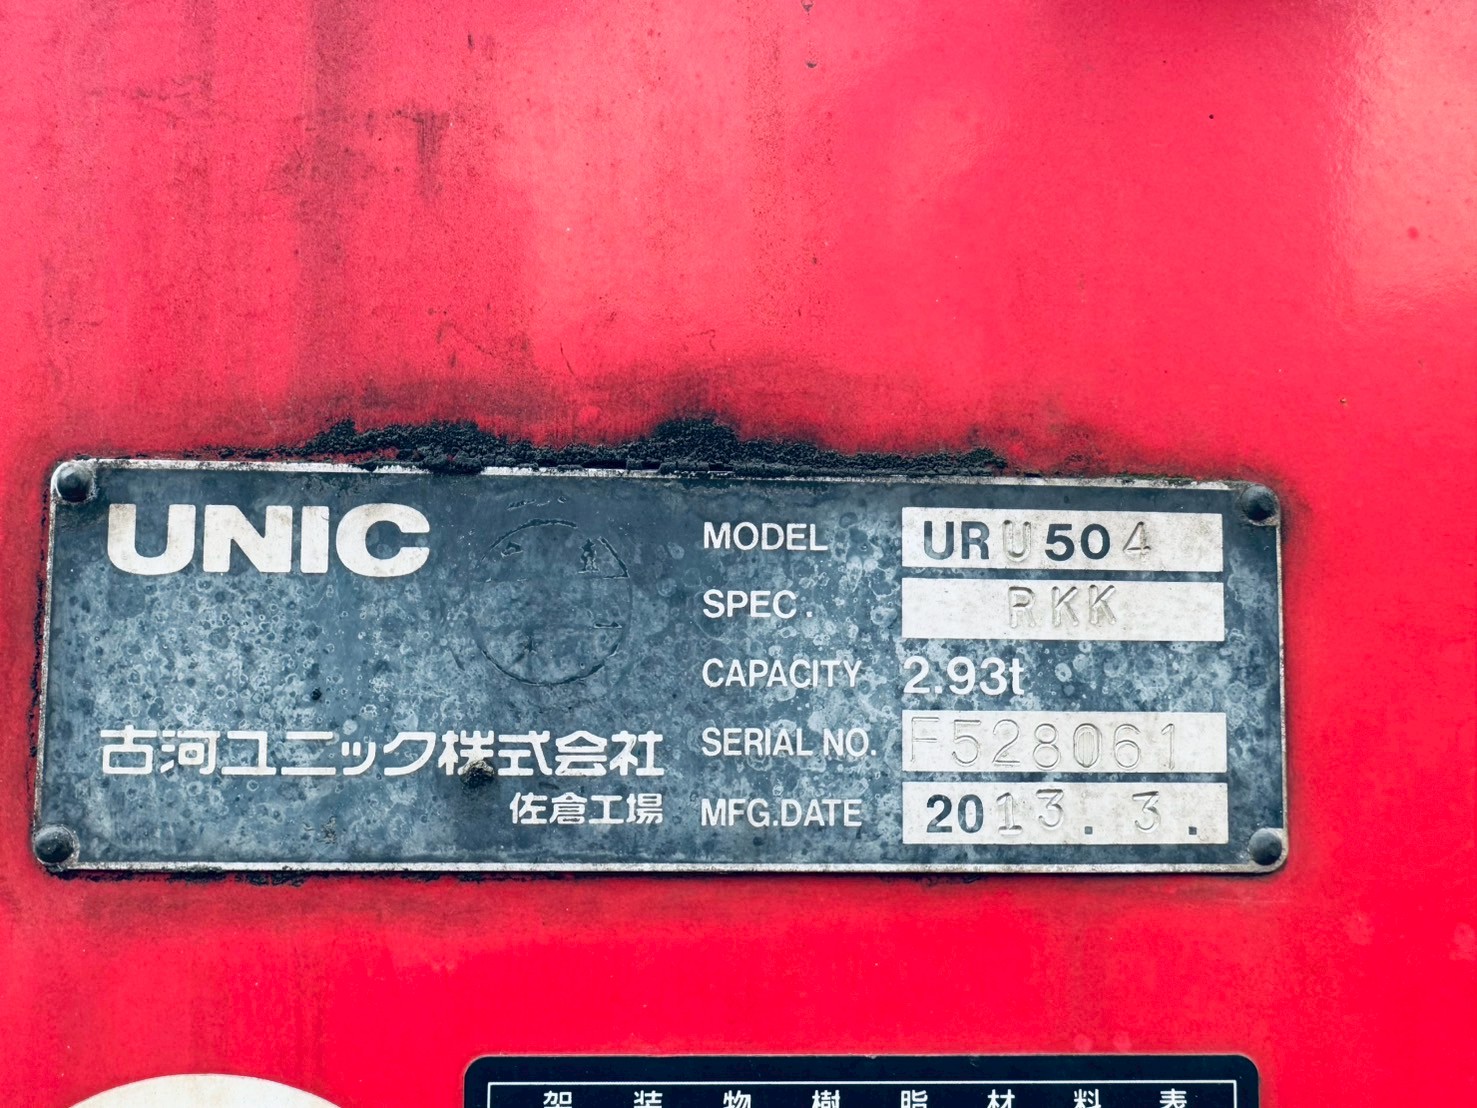 UNIC
MODEL URU504
SPEC. RKK
CAPACITY 2.93t
古河ユニック株式会社
SERIAL NO. F528061
佐倉工場
MFG.DATE 2013. 3.
架装物樹脂材料表